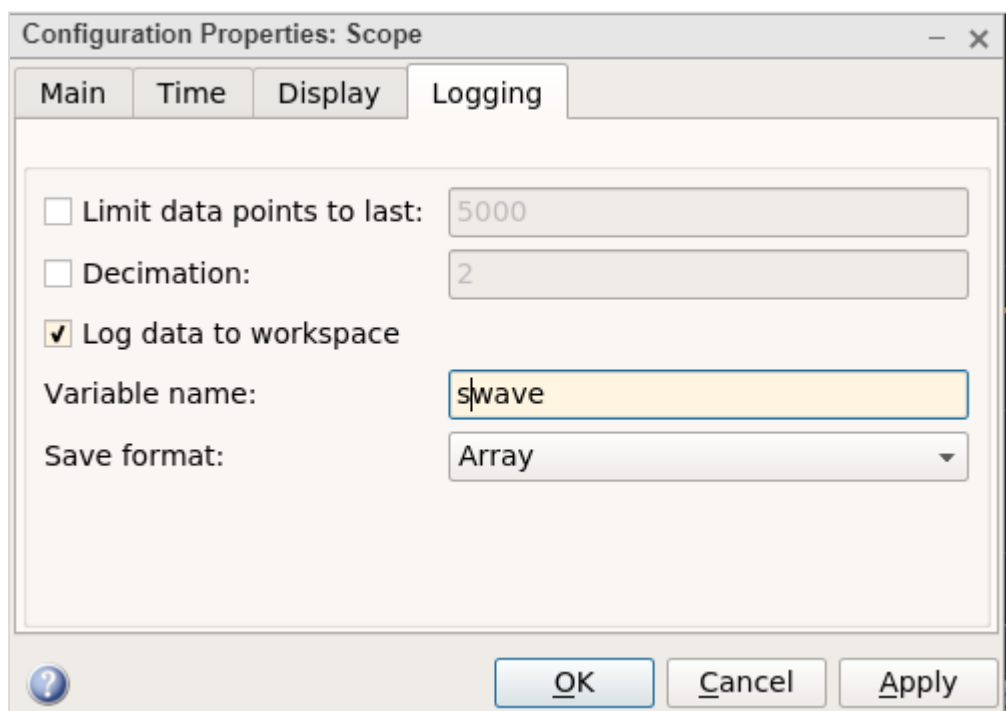 Configuration Properties: Scope
Main Time Display Logging
Limit data points to last: 5000
Decimation: 2
Log data to workspace
Variable name: swave
Save format: Array
? OK Cancel Apply